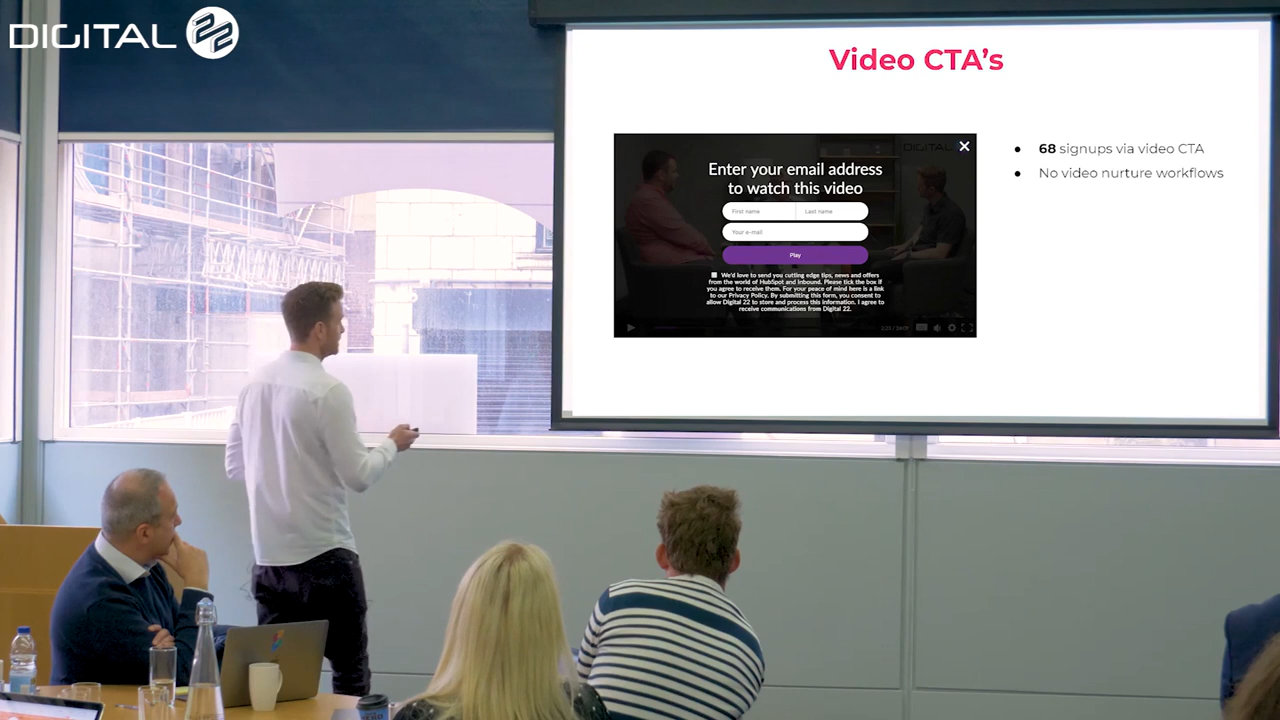 DIGITAL 22
Video CTA's
DIGITAL
Enter your email address
to watch this video
First name Last name
Your e-mail
Play
We'd love to send you cutting edge tips, news and offers
from the world of HubSpot and Inbound. Please tick the box if
you agree to receive them. For your peace of mind here is a link
to our Privacy Policy. By submitting this form, you consent to
allow Digital 22 to store and process this information. I agree to
receive communications from Digital 22.
• 68 signups via video CTA
• No video nurture workflows